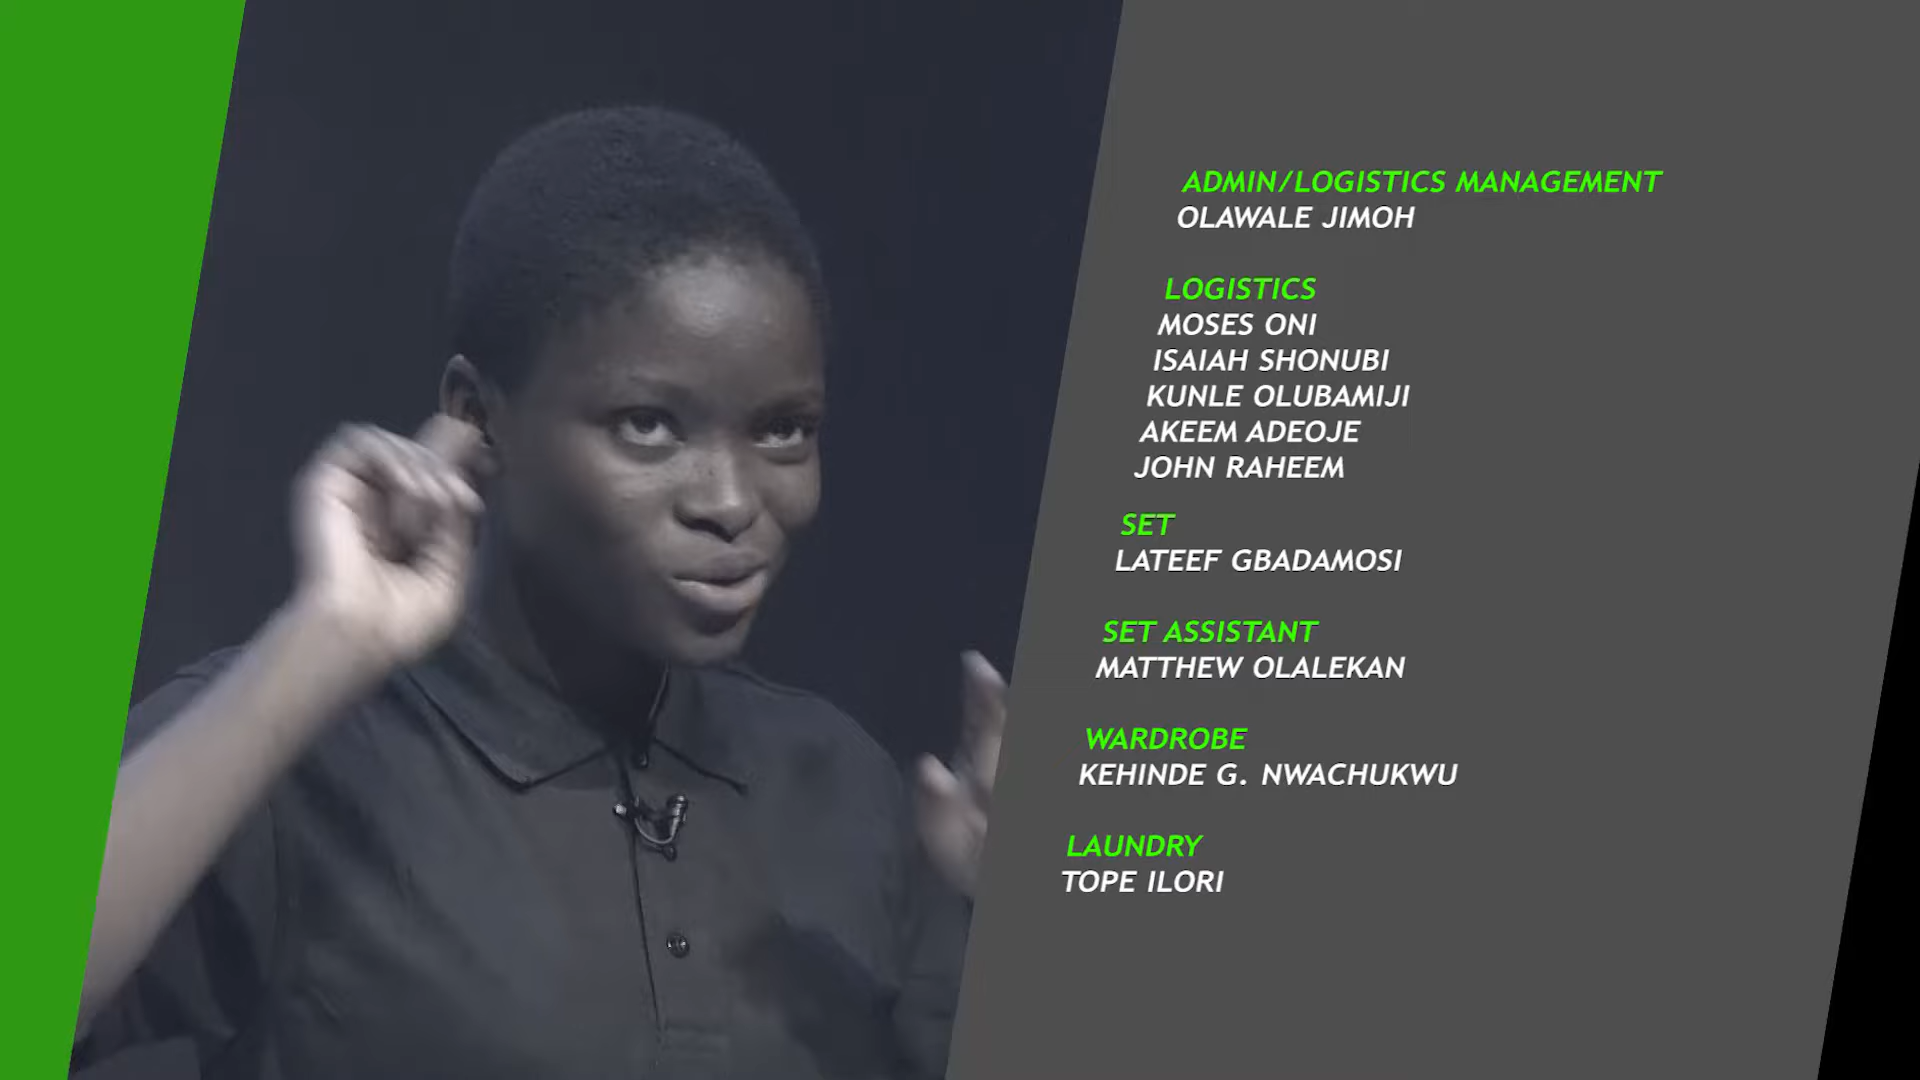 ADMIN/LOGISTICS MANAGEMENT
OLAWALE JIMOH
LOGISTICS
MOSES ONI
ISAIAH SHONUBI
KUNLE OLUBAMIJI
AKEEM ADEOJE
JOHN RAHEEM
SET
LATEEF GBADAMOSI
SET ASSISTANT
MATTHEW OLALEKAN
WARDROBE
KEHINDE G. NWACHUKWU
LAUNDRY
TOPE ILORI